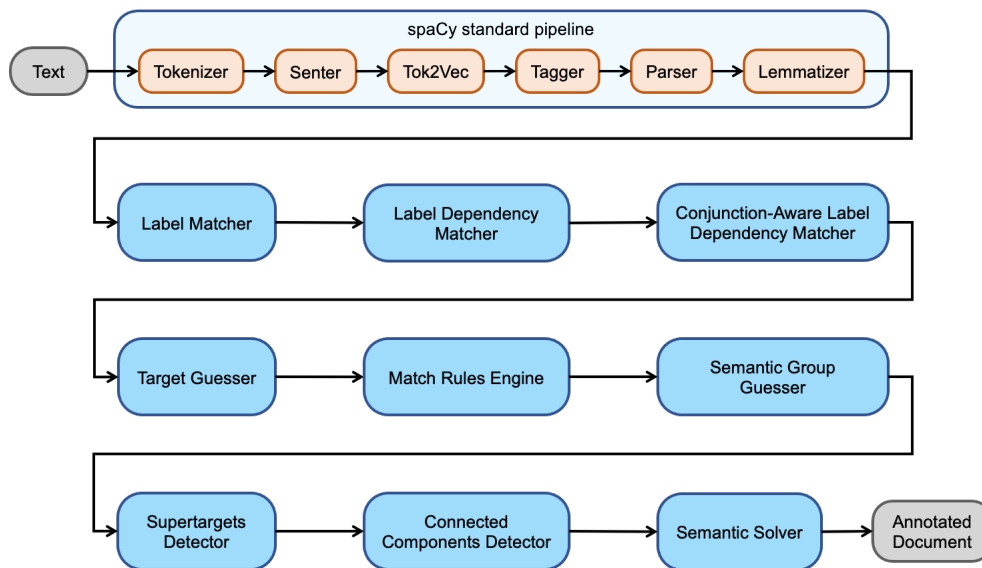 spaCy standard pipeline
Text
Tokenizer
Senter
Tok2Vec
Tagger
Parser
Lemmatizer
Label Matcher
Label Dependency
Matcher
Conjunction-Aware Label
Dependency Matcher
Target Guesser
Match Rules Engine
Semantic Group
Guesser
Supertargets
Detector
Connected
Components Detector
Semantic Solver
Annotated
Document